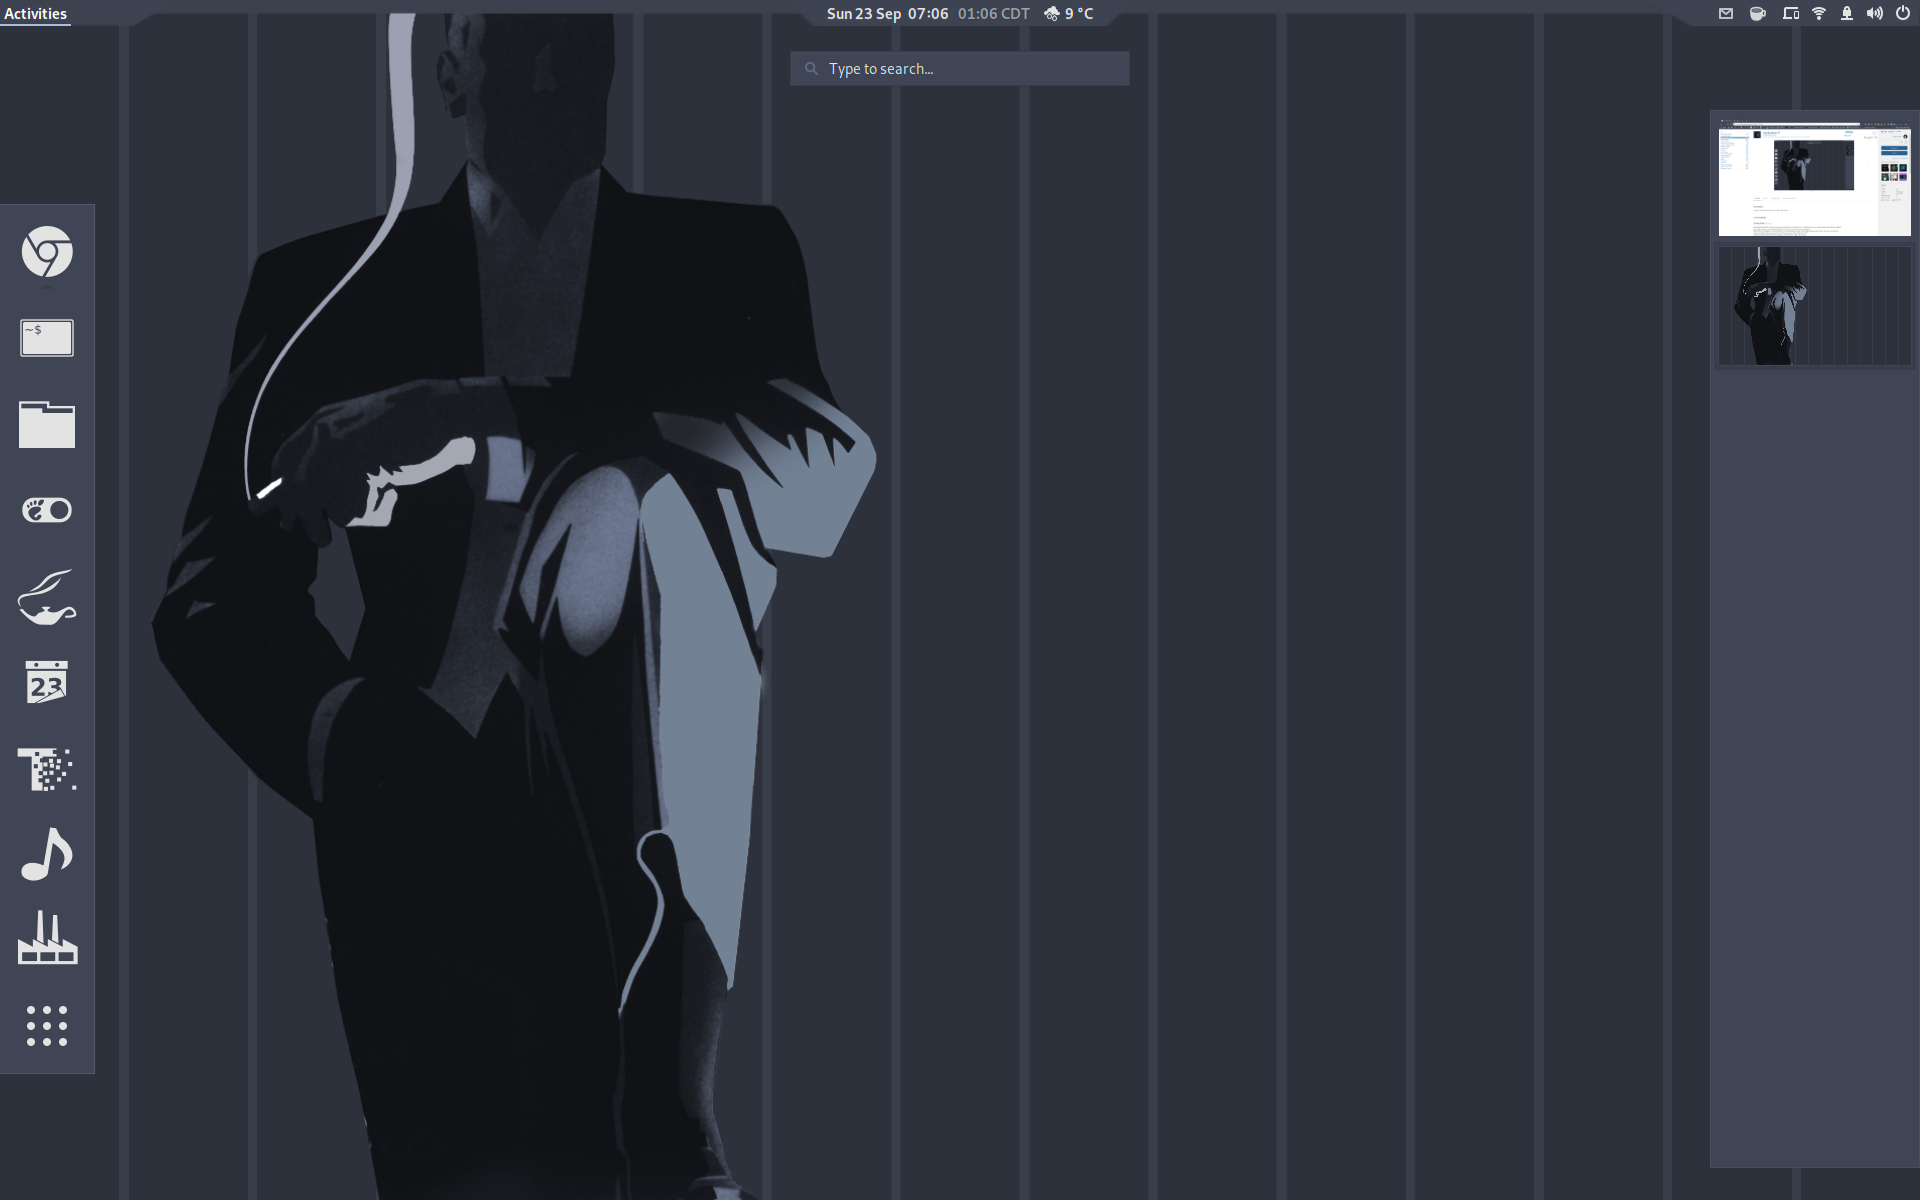 Activities
Sun 23 Sep 07:06 01:06 CDT 9 °C
Type to search...
~$
23